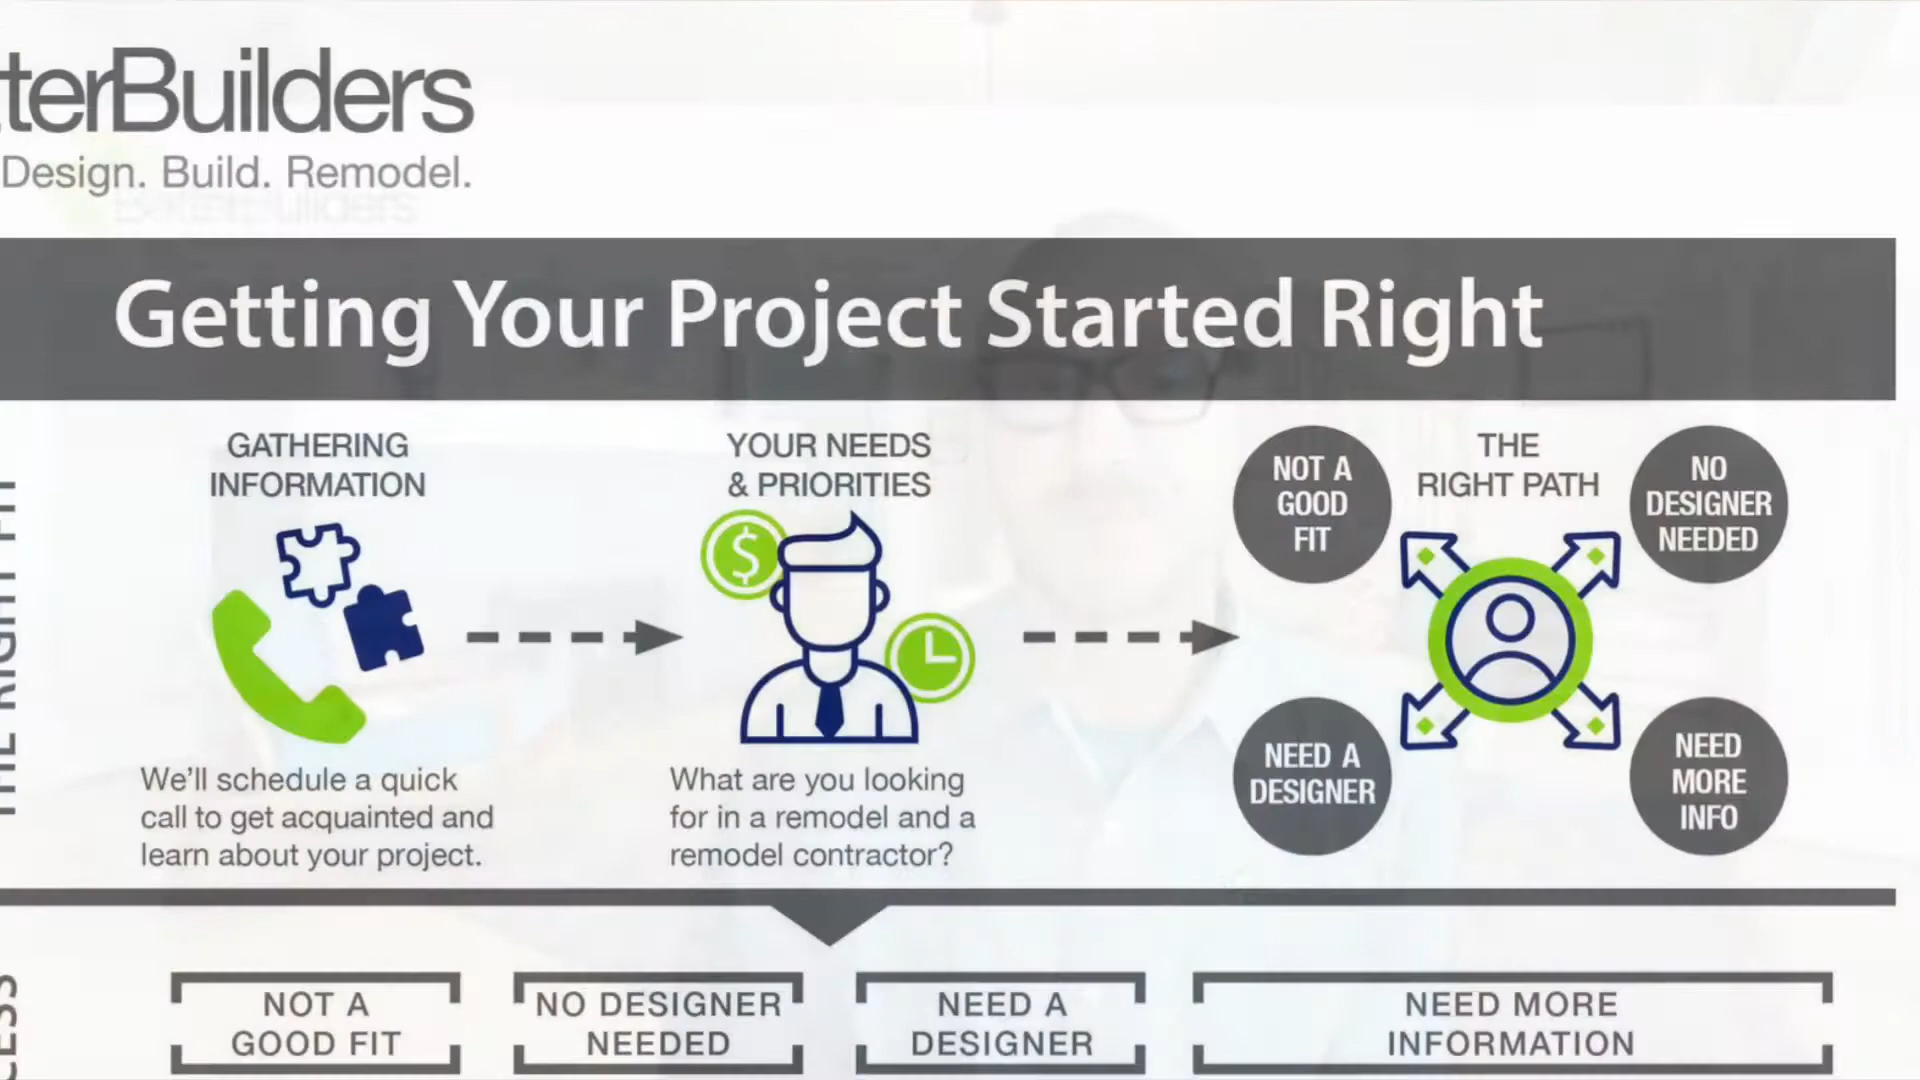 terBuilders
Design. Build. Remodel.
Getting Your Project Started Right
GATHERING
INFORMATION
We'll schedule a quick
call to get acquainted and
learn about your project.
YOUR NEEDS
& PRIORITIES
$
What are you looking
for in a remodel and a
remodel contractor?
THE
RIGHT PATH
NOT A
GOOD
FIT
NO
DESIGNER
NEEDED
NEED A
DESIGNER
NEED
MORE
INFO
THE RIGHT FIT
NOT A
GOOD FIT
NO DESIGNER
NEEDED
NEED A
DESIGNER
NEED MORE
INFORMATION